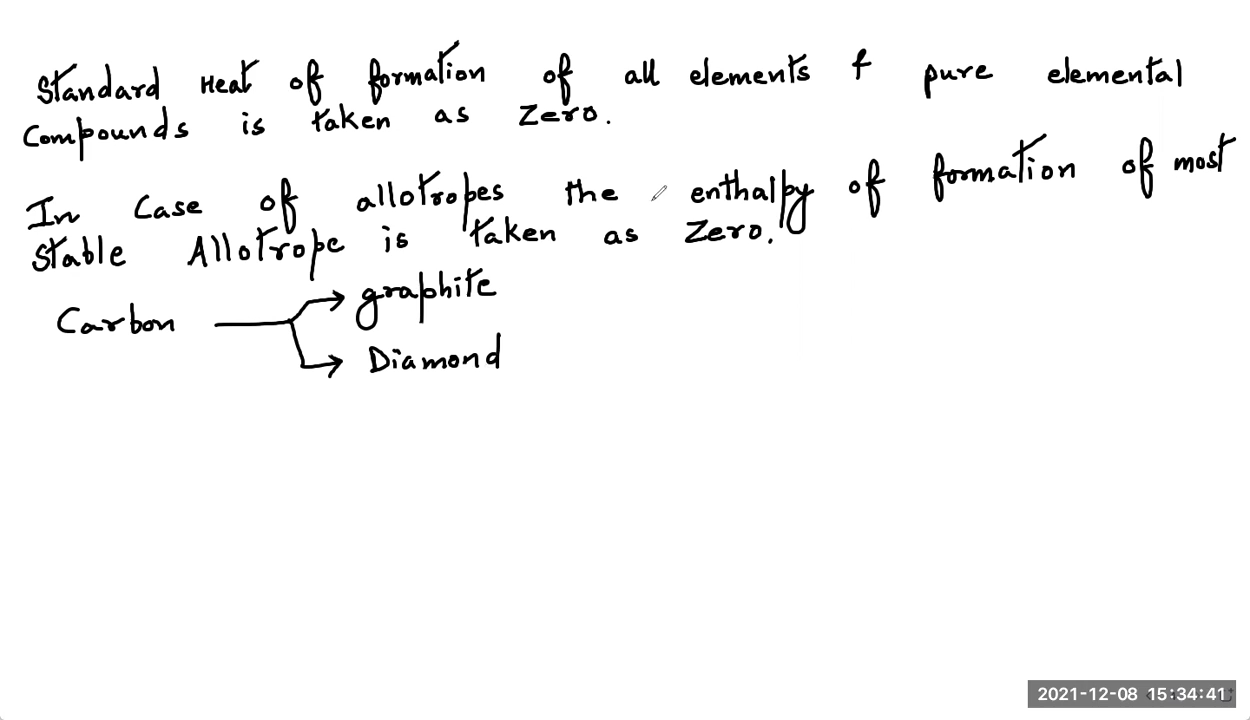 Standard Heat of formation of all elements & pure elemental
Compounds is taken as Zero.
In Case of allotropes the enthalpy of formation of most
Stable Allotrope is taken as Zero.
Carbon
graphite
Diamond
2021-12-08 15:34:41